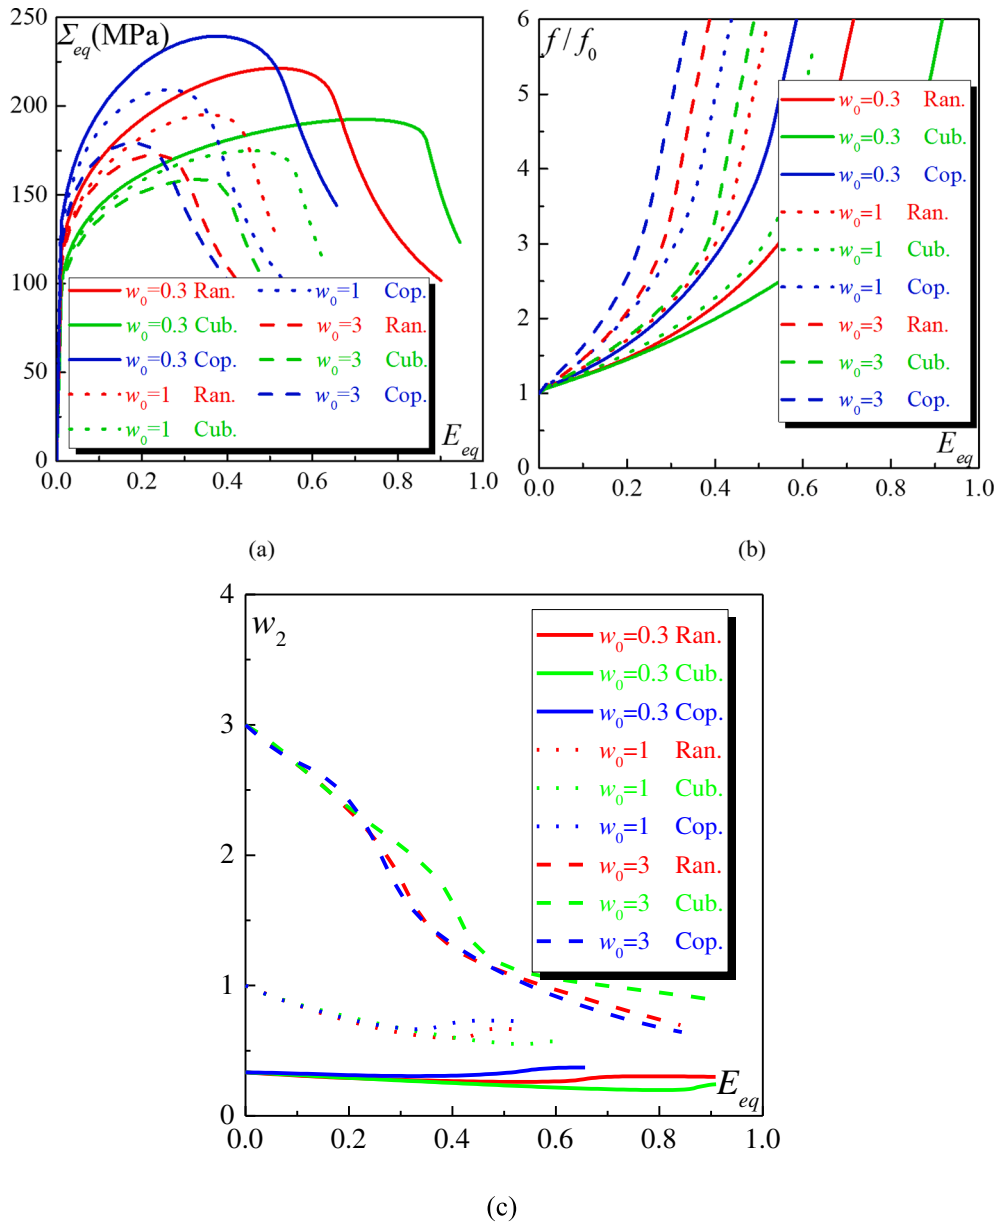 250
200
150
100
50
0
Σeq(MPa)
w0=0.3 Ran.
w0=0.3 Cub.
w0=0.3 Cop.
w0=1 Ran.
w0=1 Cub.
w0=1 Cop.
w0=3 Ran.
w0=3 Cub.
w0=3 Cop.
Eeq
0.0 0.2 0.4 0.6 0.8 1.0
(a)
6
5
4
3
2
1
0
f/f0
w0=0.3 Ran.
w0=0.3 Cub.
w0=0.3 Cop.
w0=1 Ran.
w0=1 Cub.
w0=1 Cop.
w0=3 Ran.
w0=3 Cub.
w0=3 Cop.
Eeq
0.0 0.2 0.4 0.6 0.8 1.0
(b)
4
3
2
1
0
w2
w0=0.3 Ran.
w0=0.3 Cub.
w0=0.3 Cop.
w0=1 Ran.
w0=1 Cub.
w0=1 Cop.
w0=3 Ran.
w0=3 Cub.
w0=3 Cop.
Eeq
0.0 0.2 0.4 0.6 0.8 1.0
(c)